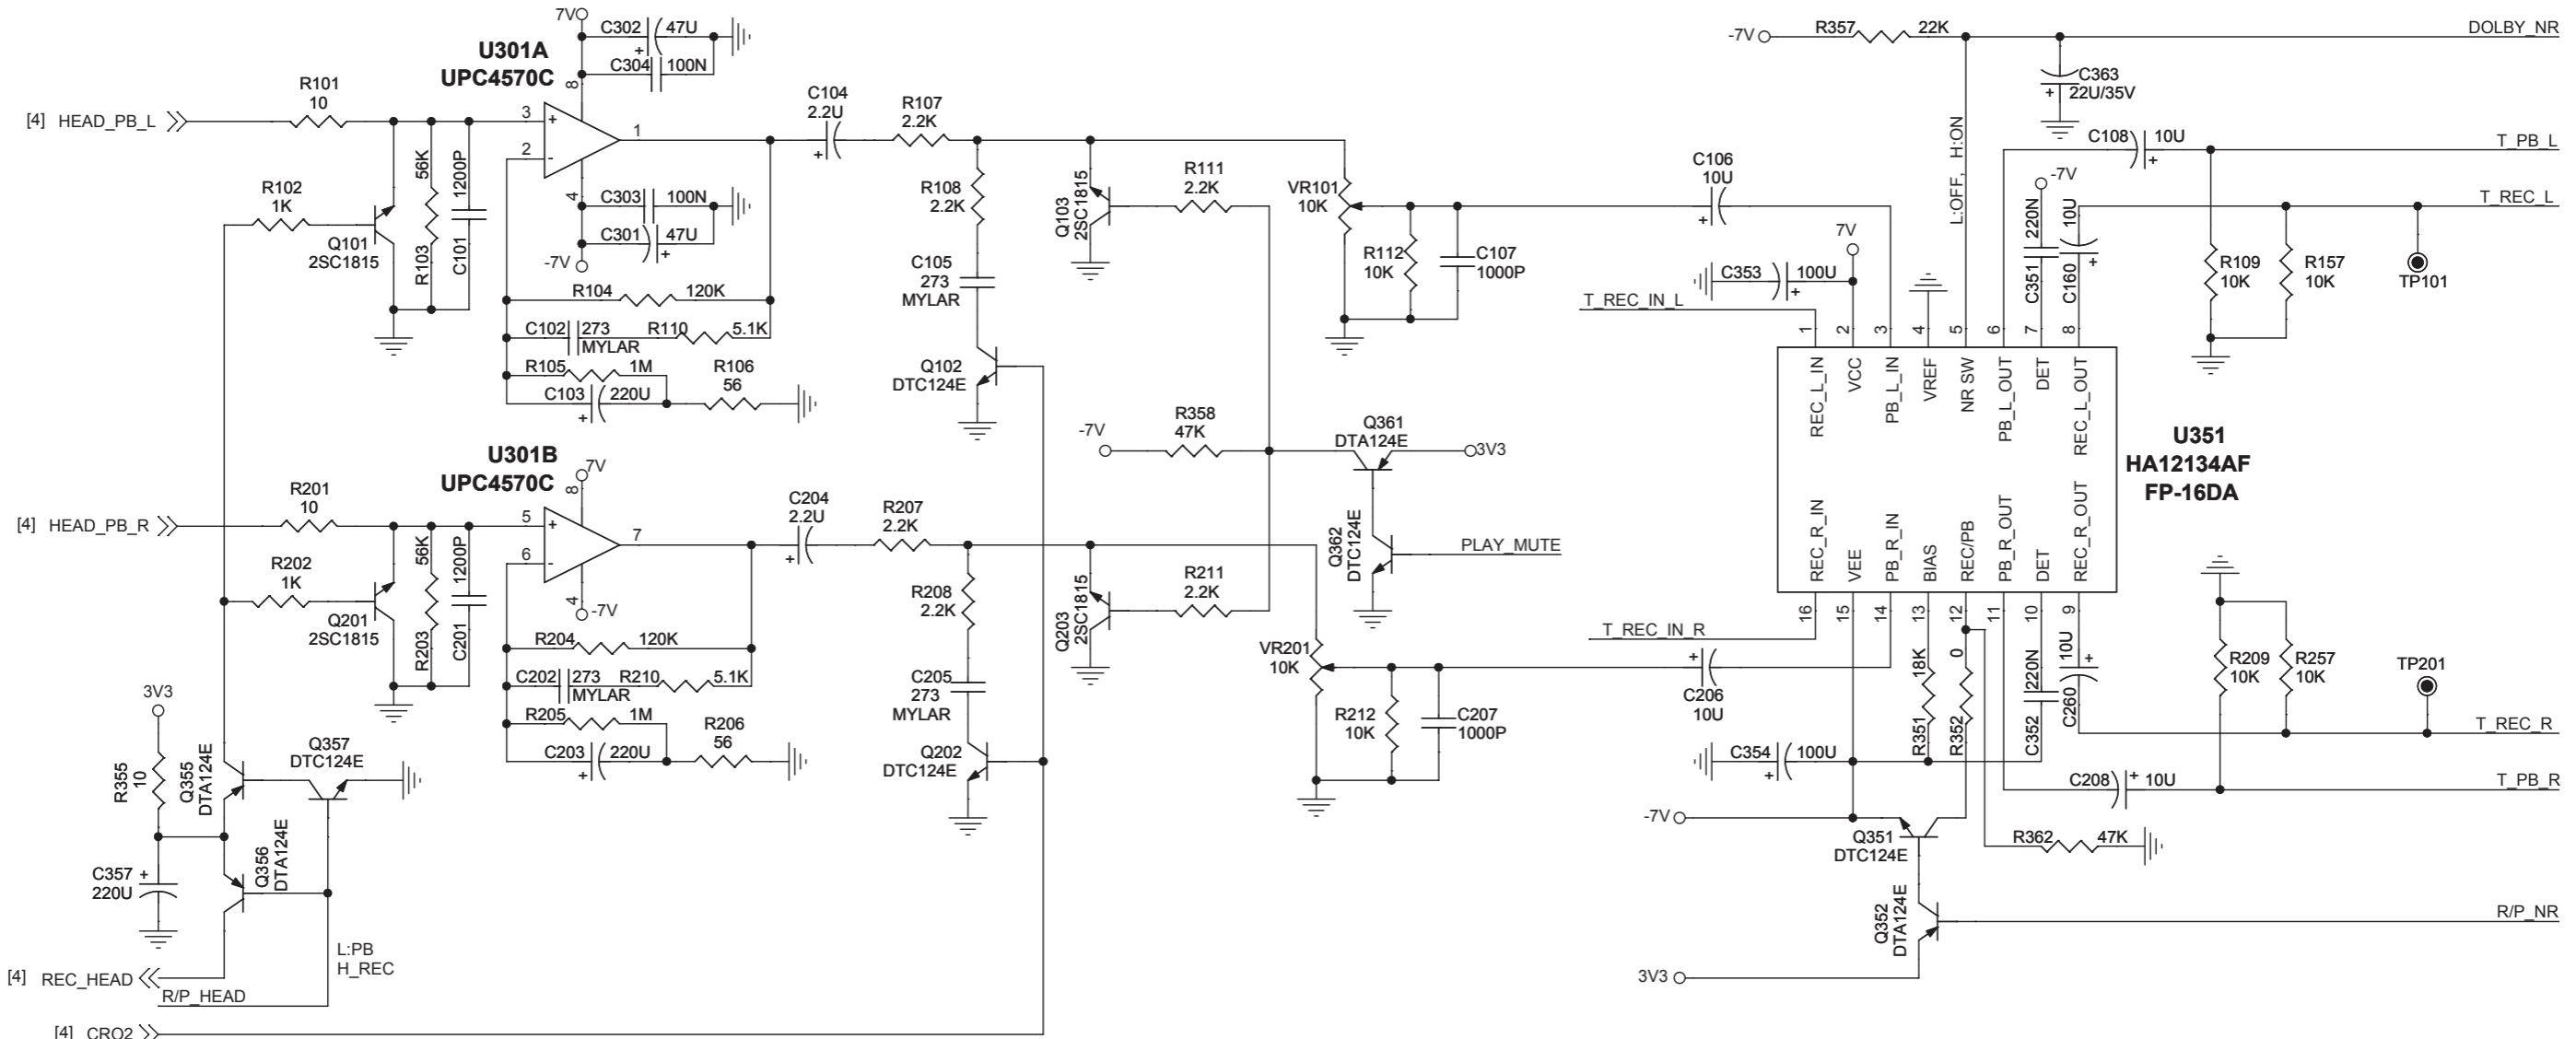 7V
C302 47U
+
U301A
UPC4570C
C304 100N
8
R101
10
[4] HEAD_PB_L
3
+
1
2
-
4
C104
2.2U
+
R107
2.2K
56K
1200P
R102
1K
Q101
2SC1815
R103
C101
C303 100N
C301 47U
+
-7V
R104 120K
C102 273 R110 5.1K
MYLAR
R105 1M
R106
56
C103 220U
+
R108
2.2K
C105
273
MYLAR
Q102
DTC124E
Q103
2SC1815
R111
2.2K
VR101
10K
R112
10K
C107
1000P
C106
10U
+
-7V R357 22K
DOLBY_NR
C363
22U/35V
+
L:OFF, H:ON
C108 10U
+
T_PB_L
-7V
220N
C351
10U
C160
+
T_REC_L
R109
10K
R157
10K
TP101
7V
C353 100U
+
T_REC_IN_L
1 2 3 4 5 6 7 8
REC_L_IN
VCC
PB_L_IN
VREF
NR SW
PB_L_OUT
DET
REC_L_OUT
U351
HA12134AF
FP-16DA
REC_R_IN
VEE
PB_R_IN
BIAS
REC/PB
PB_R_OUT
DET
REC_R_OUT
16 15 14 13 12 11 10 9
T_REC_IN_R
-7V
R358
47K
Q361
DTA124E
3V3
Q362
DTC124E
PLAY_MUTE
U301B
UPC4570C
7V
8
R201
10
[4] HEAD_PB_R
5
+
7
6
-
4
-7V
C204
2.2U
+
R207
2.2K
56K
1200P
R202
1K
Q201
2SC1815
R203
C201
R204 120K
C202 273 R210 5.1K
MYLAR
R205 1M
R206
56
C203 220U
+
R208
2.2K
C205
273
MYLAR
Q202
DTC124E
Q203
2SC1815
R211
2.2K
VR201
10K
R212
10K
C207
1000P
+
C206
10U
18K
R351
0
R352
220N
C352
10U
C260
+
R209
10K
R257
10K
TP201
T_REC_R
C354 100U
+
C208 + 10U
T_PB_R
-7V
Q351
DTC124E
R362 47K
Q352
DTA124E
R/P_NR
3V3
3V3
R355
10
Q355
DTA124E
Q357
DTC124E
Q356
DTA124E
C357 +
220U
L:PB
H_REC
[4] REC_HEAD
R/P_HEAD
[4] CRO2